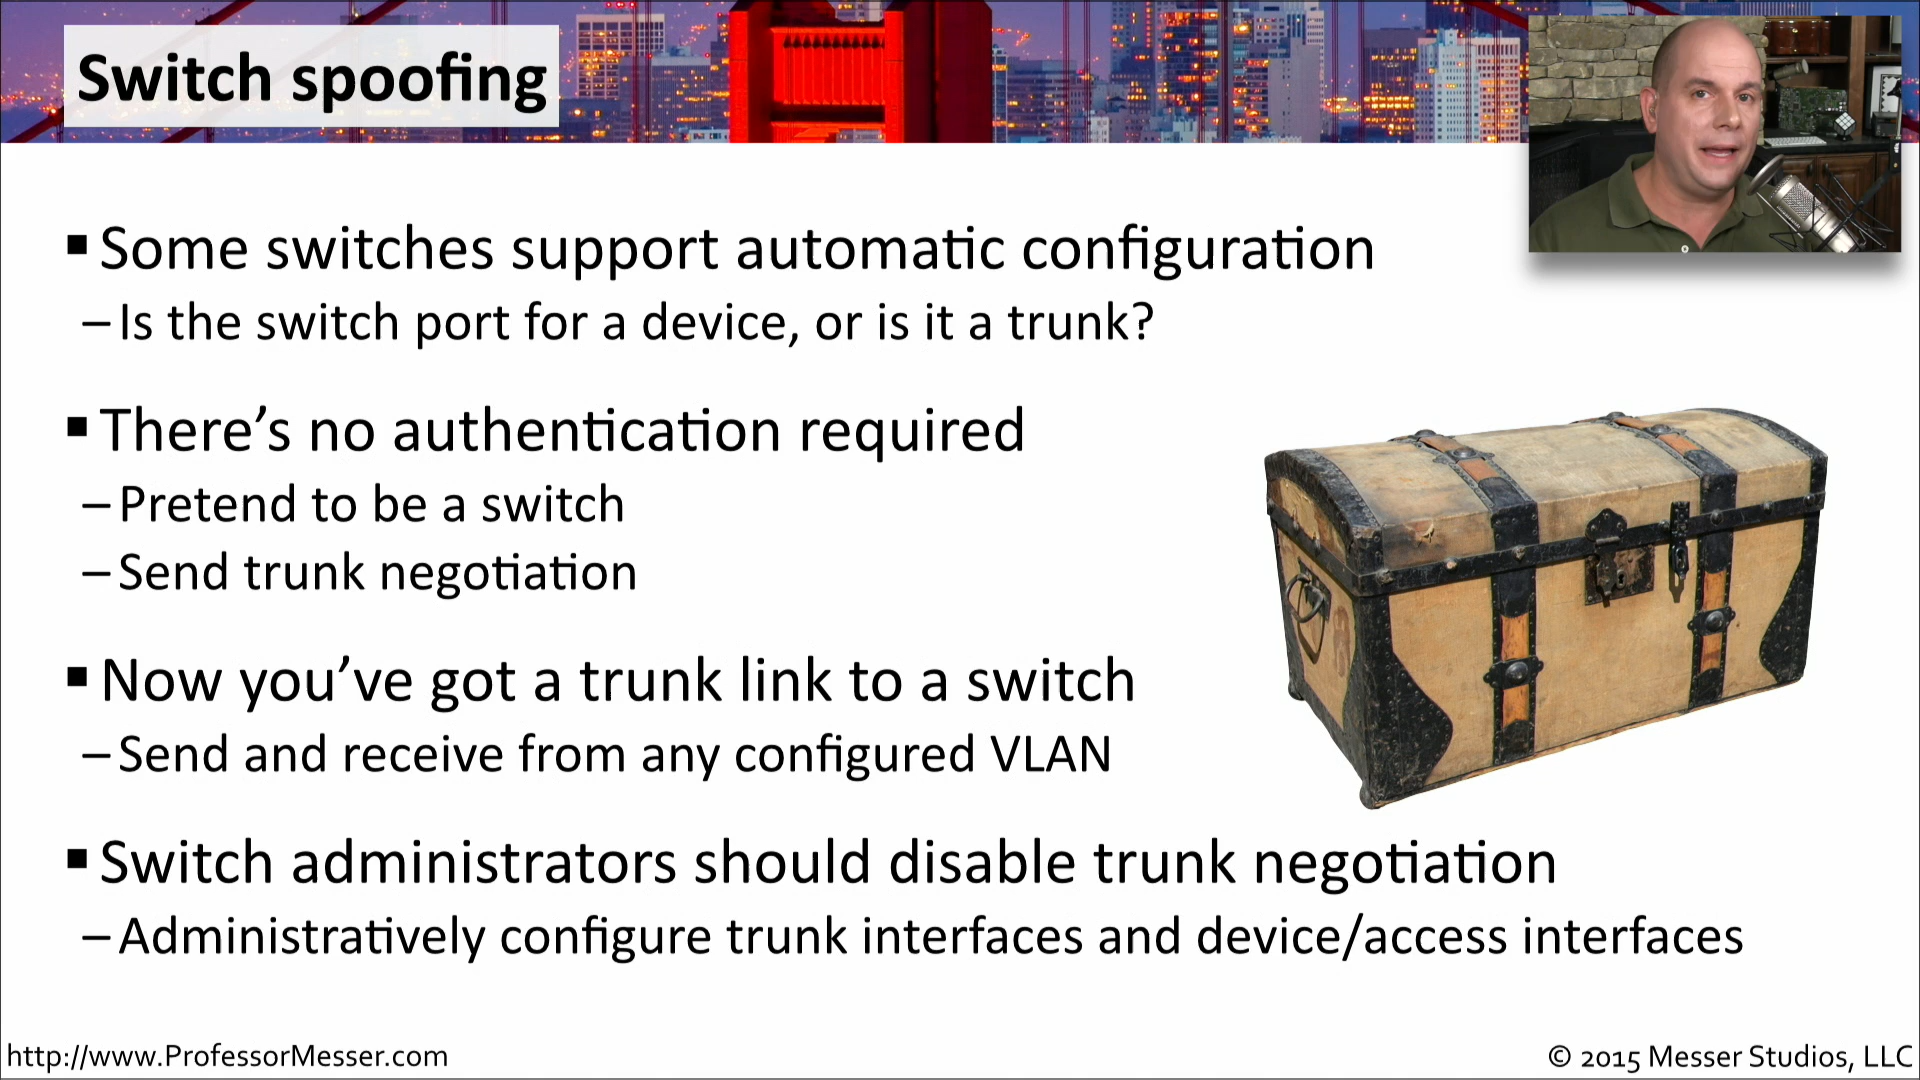 Switch spoofing
▪ Some switches support automatic configuration
– Is the switch port for a device, or is it a trunk?
▪ There’s no authentication required
– Pretend to be a switch
– Send trunk negotiation
▪ Now you’ve got a trunk link to a switch
– Send and receive from any configured VLAN
▪ Switch administrators should disable trunk negotiation
– Administratively configure trunk interfaces and device/access interfaces
http://www.ProfessorMesser.com
© 2015 Messer Studios, LLC